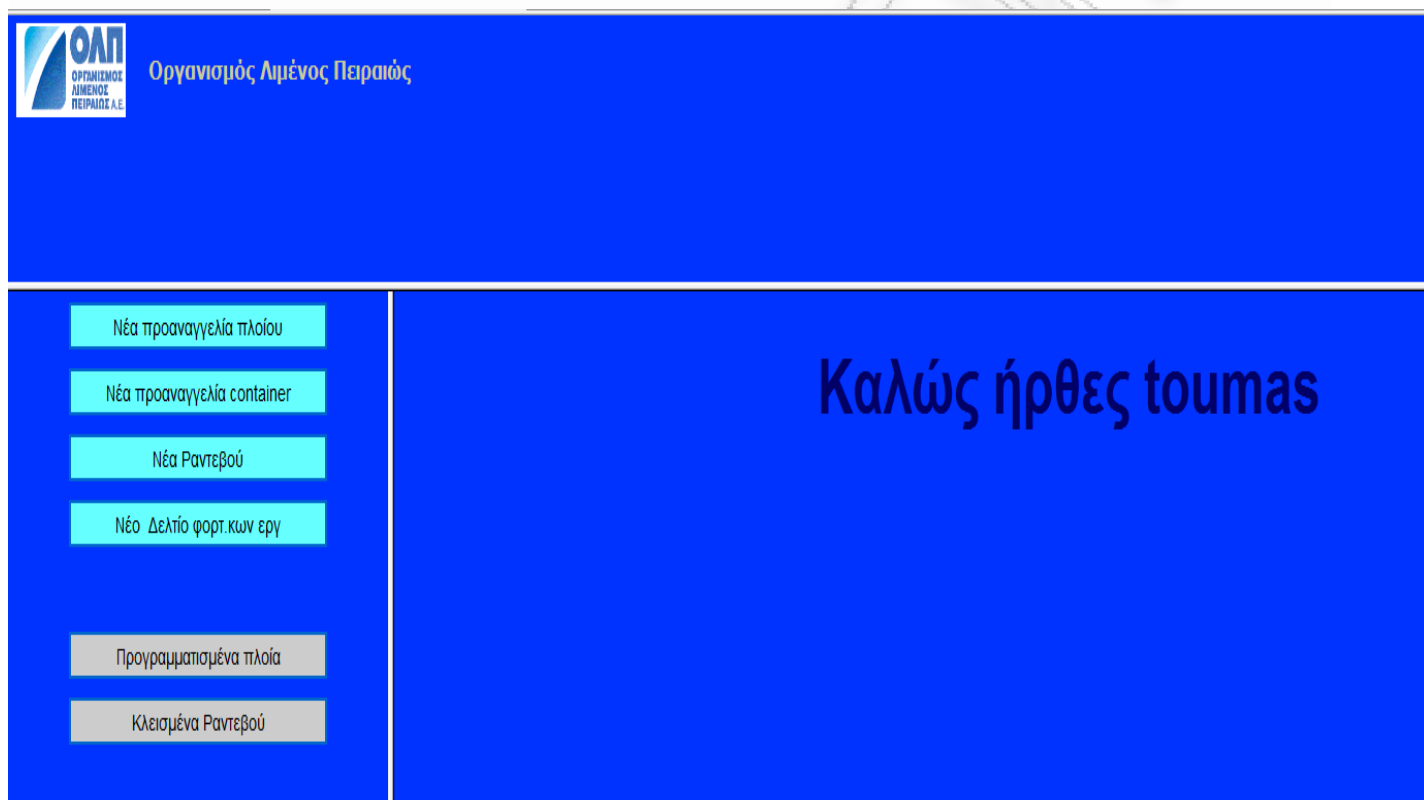 ΟΛΠ
ΟΡΓΑΝΙΣΜΟΣ
ΛΙΜΕΝΟΣ
ΠΕΙΡΑΙΩΣ Α.Ε.
Οργανισμός Λιμένος Πειραιώς
Νέα προαναγγελία πλοίου
Νέα προαναγγελία container
Νέα Ραντεβού
Νέο Δελτίο φορτ.κων εργ
Προγραμματισμένα πλοία
Κλεισμένα Ραντεβού
Καλώς ήρθες toumas